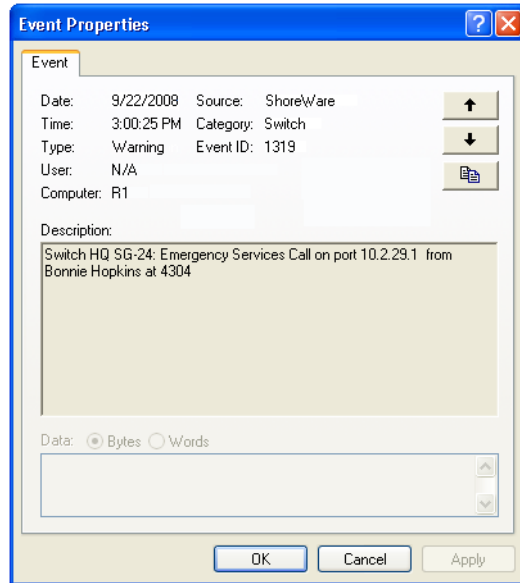 Event Properties
Event
Date: 9/22/2008 Source: ShoreWare
Time: 3:00:25 PM Category: Switch
Type: Warning Event ID: 1319
User: N/A
Computer: R1
Description:
Switch HQ SG-24: Emergency Services Call on port 10.2.29.1 from
Bonnie Hopkins at 4304
Data: Bytes Words
OK Cancel Apply